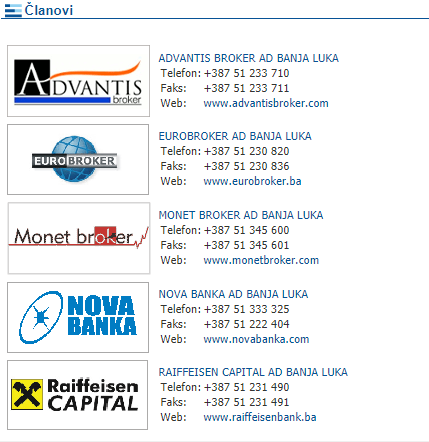 Članovi
ADVANTIS
broker
ADVANTIS BROKER AD BANJA LUKA
Telefon: +387 51 233 710
Faks: +387 51 233 711
Web: www.advantisbroker.com
EUROBROKER
EUROBROKER AD BANJA LUKA
Telefon: +387 51 230 820
Faks: +387 51 230 836
Web: www.eurobroker.ba
Monet broker
MONET BROKER AD BANJA LUKA
Telefon: +387 51 345 600
Faks: +387 51 345 601
Web: www.monetbroker.com
NOVA
BANKA
NOVA BANKA AD BANJA LUKA
Telefon: +387 51 333 325
Faks: +387 51 222 404
Web: www.novabanka.com
Raiffeisen
CAPITAL
RAIFFEISEN CAPITAL AD BANJA LUKA
Telefon: +387 51 231 490
Faks: +387 51 231 491
Web: www.raiffeisenbank.ba